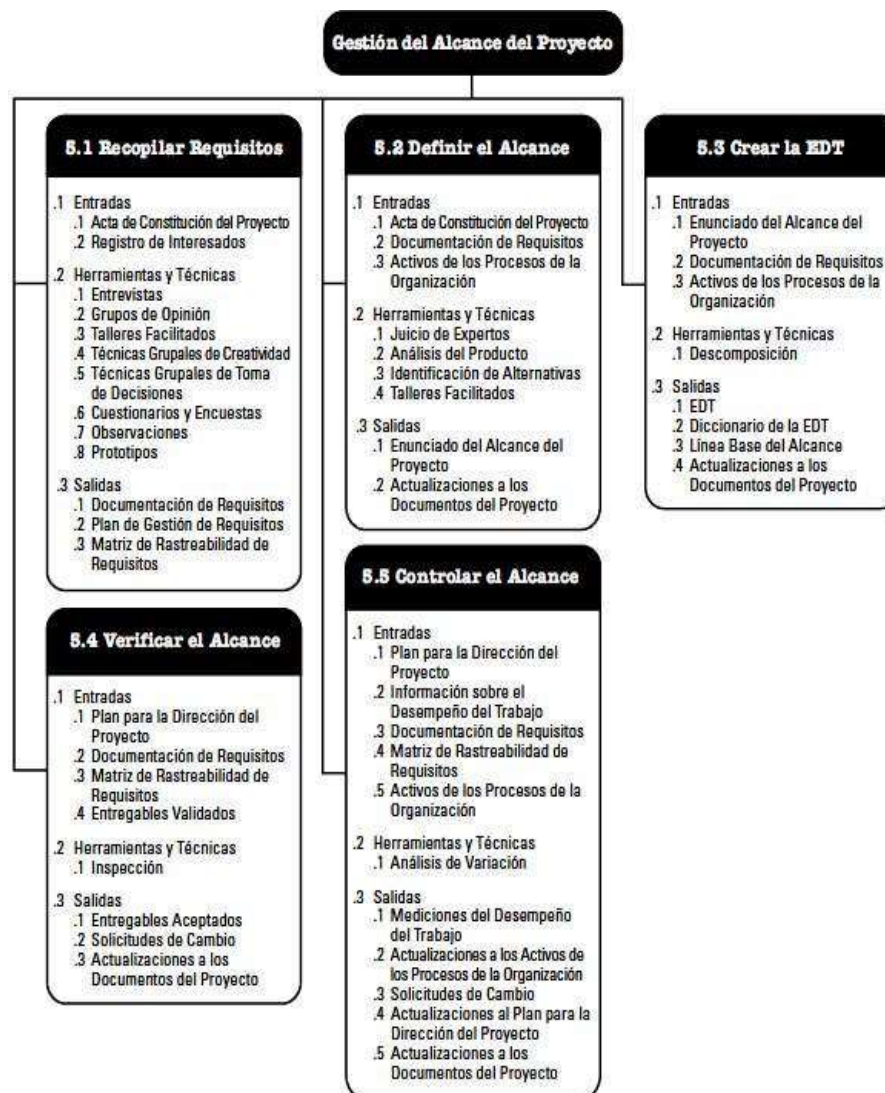 Gestión del Alcance del Proyecto
5.1 Recopilar Requisitos
.1 Entradas
.1 Acta de Constitución del Proyecto
.2 Registro de Interesados
.2 Herramientas y Técnicas
.1 Entrevistas
.2 Grupos de Opinión
.3 Talleres Facilitados
.4 Técnicas Grupales de Creatividad
.5 Técnicas Grupales de Toma
de Decisiones
.6 Cuestionarios y Encuestas
.7 Observaciones
.8 Prototipos
.3 Salidas
.1 Documentación de Requisitos
.2 Plan de Gestión de Requisitos
.3 Matriz de Rastreabilidad de
Requisitos
5.2 Definir el Alcance
.1 Entradas
.1 Acta de Constitución del Proyecto
.2 Documentación de Requisitos
.3 Activos de los Procesos de la
Organización
.2 Herramientas y Técnicas
.1 Juicio de Expertos
.2 Análisis del Producto
.3 Identificación de Alternativas
.4 Talleres Facilitados
.3 Salidas
.1 Enunciado del Alcance del
Proyecto
.2 Actualizaciones a los
Documentos del Proyecto
5.3 Crear la EDT
.1 Entradas
.1 Enunciado del Alcance del
Proyecto
.2 Documentación de Requisitos
.3 Activos de los Procesos de la
Organización
.2 Herramientas y Técnicas
.1 Descomposición
.3 Salidas
.1 EDT
.2 Diccionario de la EDT
.3 Línea Base del Alcance
.4 Actualizaciones a los
Documentos del Proyecto
5.4 Verificar el Alcance
.1 Entradas
.1 Plan para la Dirección del
Proyecto
.2 Documentación de Requisitos
.3 Matriz de Rastreabilidad de
Requisitos
.4 Entregables Validados
.2 Herramientas y Técnicas
.1 Inspección
.3 Salidas
.1 Entregables Aceptados
.2 Solicitudes de Cambio
.3 Actualizaciones a los
Documentos del Proyecto
5.5 Controlar el Alcance
.1 Entradas
.1 Plan para la Dirección del
Proyecto
.2 Información sobre el
Desempeño del Trabajo
.3 Documentación de Requisitos
.4 Matriz de Rastreabilidad de
Requisitos
.5 Activos de los Procesos de la
Organización
.2 Herramientas y Técnicas
.1 Análisis de Variación
.3 Salidas
.1 Mediciones del Desempeño
del Trabajo
.2 Actualizaciones a los Activos de
los Procesos de la Organización
.3 Solicitudes de Cambio
.4 Actualizaciones al Plan para la
Dirección del Proyecto
.5 Actualizaciones a los
Documentos del Proyecto